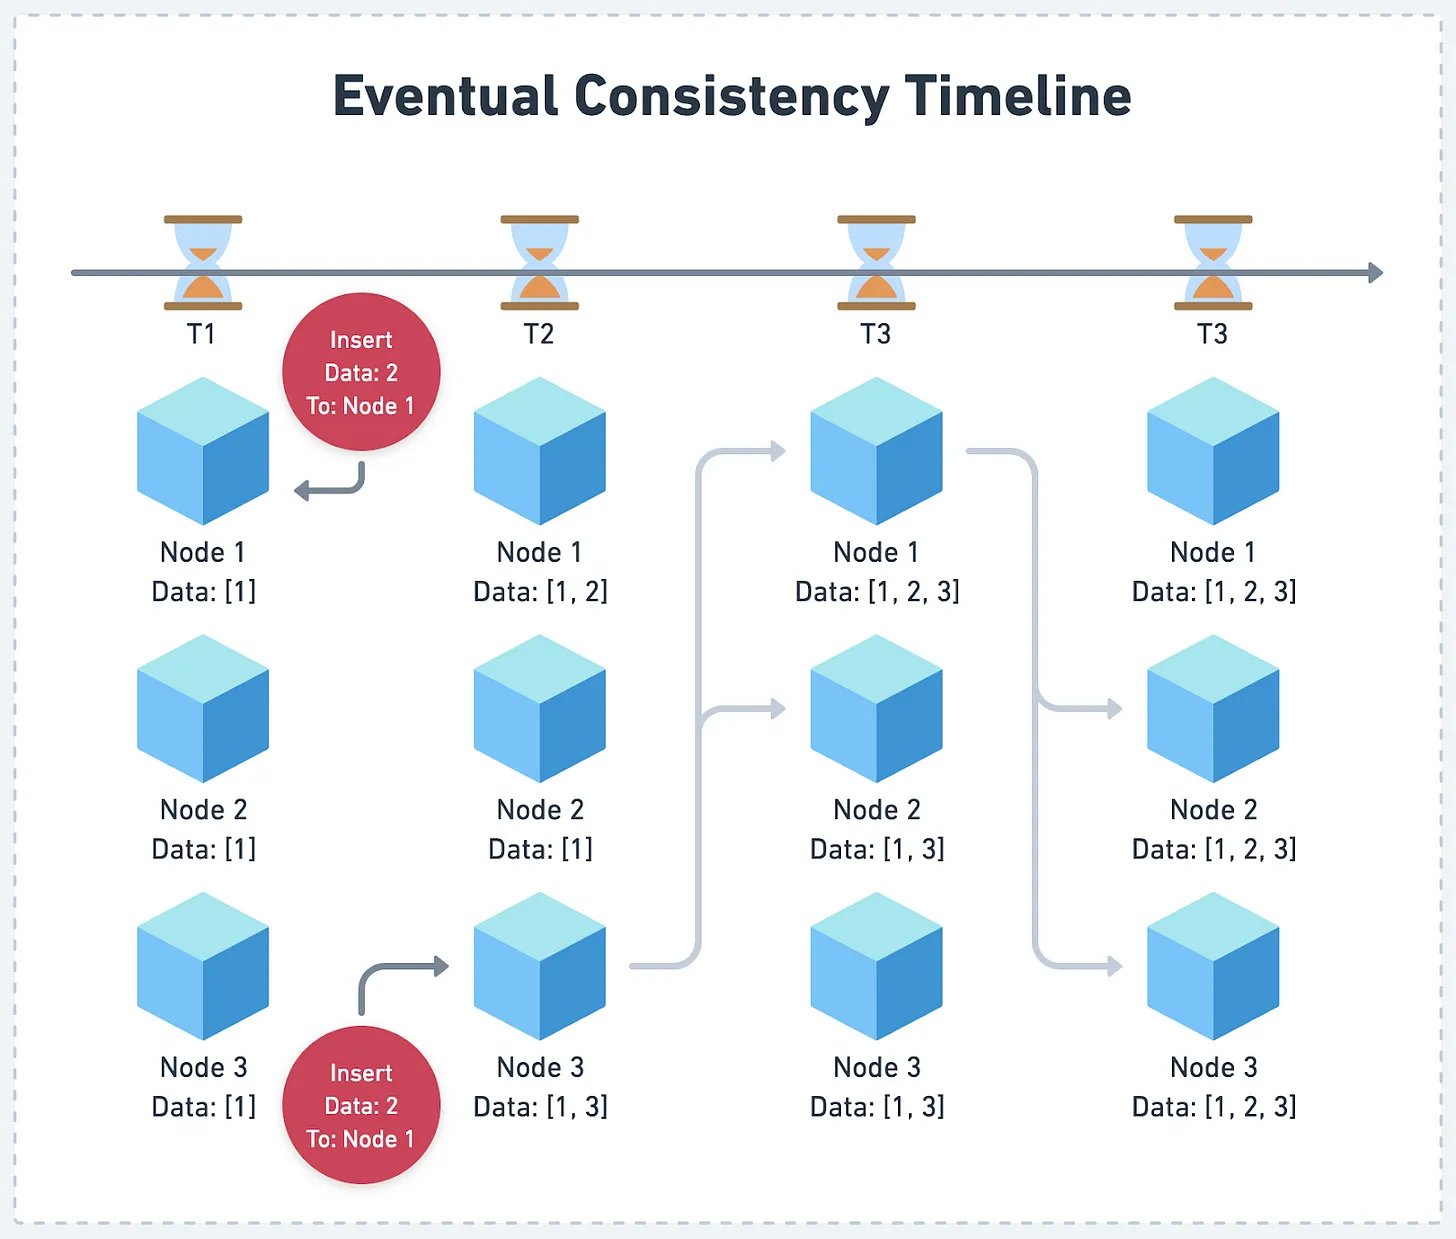 Eventual Consistency Timeline
T1
T2
T3
T3
Insert
Data: 2
To: Node 1
Node 1
Data: [1]
Node 1
Data: [1, 2]
Node 1
Data: [1, 2, 3]
Node 1
Data: [1, 2, 3]
Node 2
Data: [1]
Node 2
Data: [1]
Node 2
Data: [1, 3]
Node 2
Data: [1, 2, 3]
Node 3
Data: [1]
Insert
Data: 2
To: Node 1
Node 3
Data: [1, 3]
Node 3
Data: [1, 3]
Node 3
Data: [1, 2, 3]